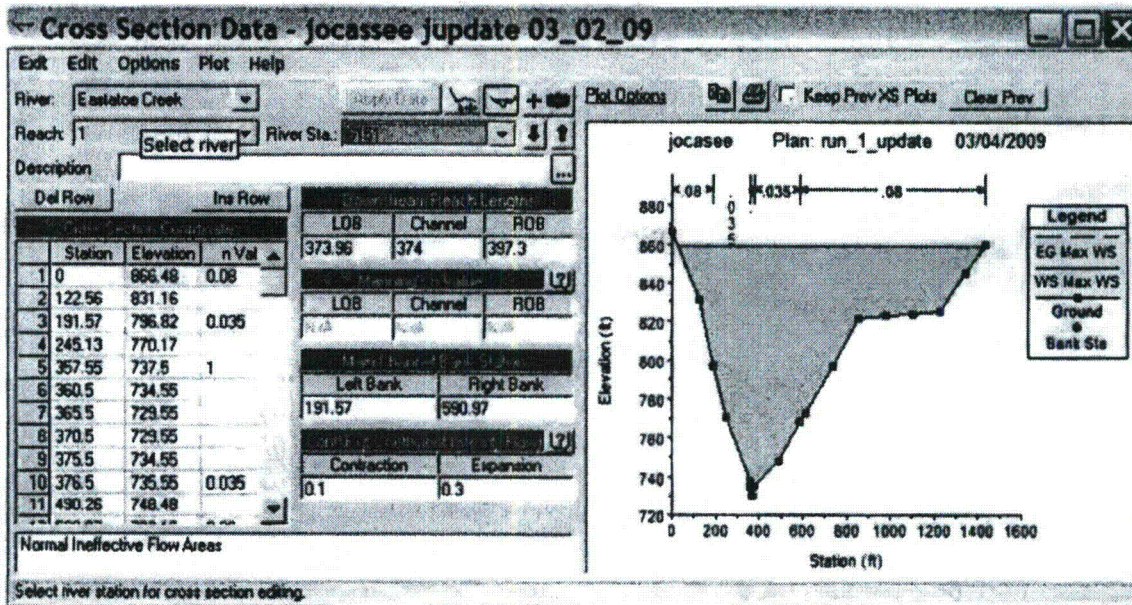 Cross Section Data - jocassee jupdate 03_02_09
Exit Edit Options Plot Help
River: Eastatoe Creek
Reach: 1 River Sta.:
Select river
Description ...
Del Row Ins Row
Station Elevation n Val
1 0 866.48 0.08
2 122.56 831.16
3 191.57 796.82 0.035
4 245.13 770.17
5 357.55 737.5 1
6 360.5 734.55
7 365.5 729.55
8 370.5 729.55
9 375.5 734.55
10 376.5 735.55 0.035
11 490.26 748.48
LOB Channel ROB
373.96 374 397.3
LOB Channel ROB
Left Bank Right Bank
191.57 590.97
Contraction Expansion
0.1 0.3
Normal Ineffective Flow Areas
Select river station for cross section editing.
Plot Options Keep Prev XS Plots Clear Prev
jocassee Plan: run_1_update 03/04/2009
.08 .035 .08
Elevation (ft)
880
860
840
820
800
780
760
740
720
0 200 400 600 800 1000 1200 1400 1600
Station (ft)
Legend
EG Max WS
WS Max WS
Ground
Bank Sta